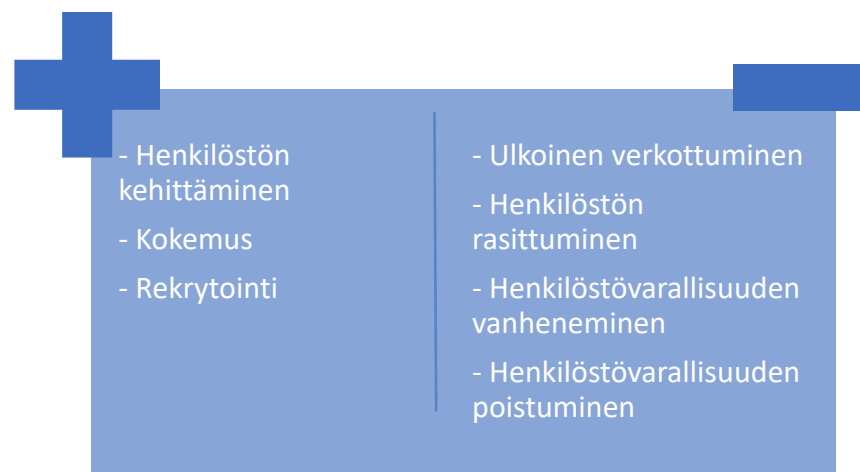 - Henkilöstön
kehittäminen
- Kokemus
- Rekrytointi
- Ulkoinen verkottuminen
- Henkilöstön
rasittuminen
- Henkilöstövarallisuuden
vanheneminen
- Henkilöstövarallisuuden
poistuminen